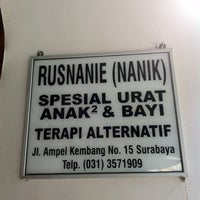 RUSNANIE (NANIK)
SPESIAL URAT
ANAK² & BAYI
TERAPI ALTERNATIF
Jl. Ampel Kembang No. 15 Surabaya
Telp. (031) 3571909